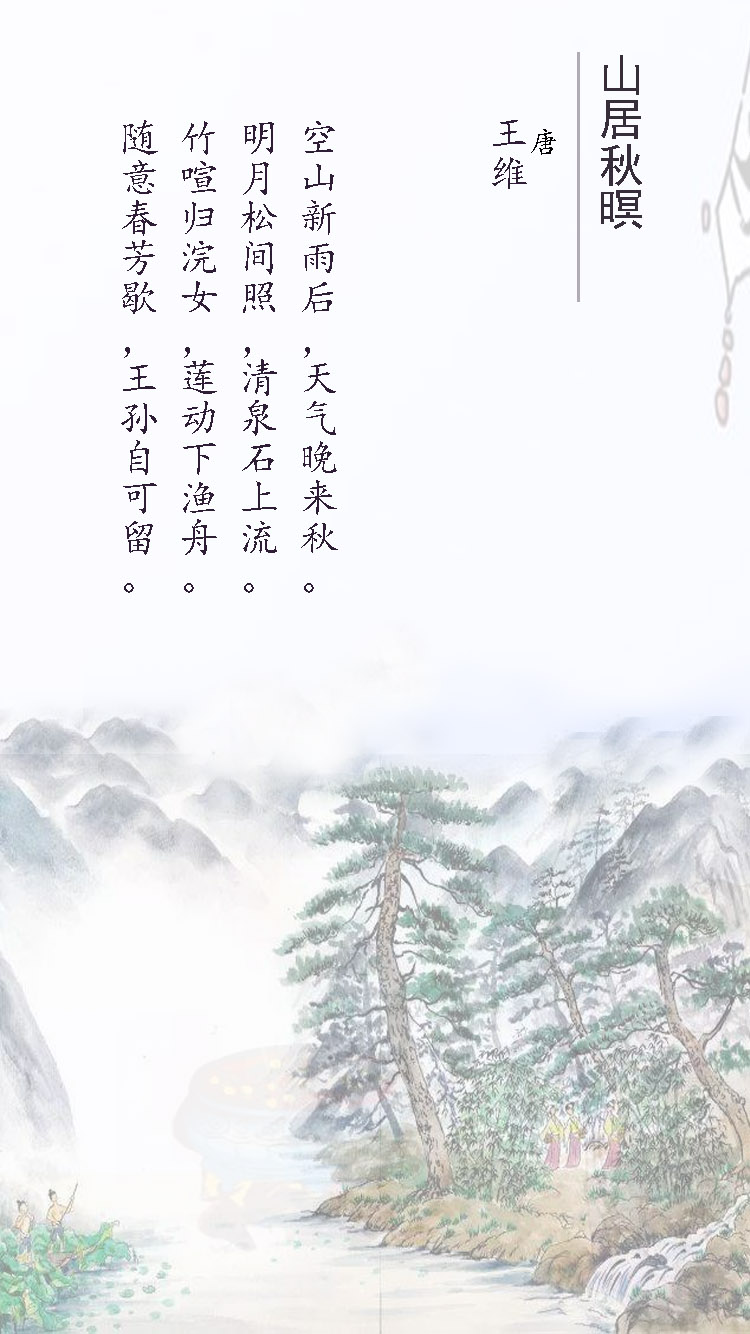 山居秋暝
唐
王维
空山新雨后,天气晚来秋。
明月松间照,清泉石上流。
竹喧归浣女,莲动下渔舟。
随意春芳歇,王孙自可留。